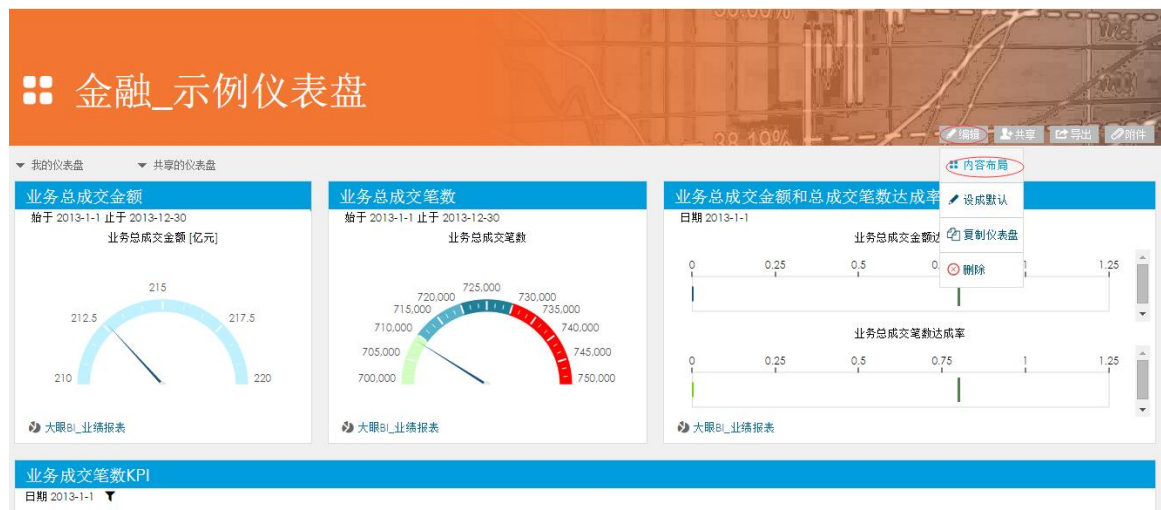 金融_示例仪表盘
38.10%
编辑 共享 导出 附件
我的仪表盘 共享的仪表盘
内容布局
设成默认
复制仪表盘
删除
业务总成交金额
始于 2013-1-1 止于 2013-12-30
业务总成交金额 [亿元]
210
212.5
215
217.5
220
大眼BI_业绩报表
业务总成交笔数
始于 2013-1-1 止于 2013-12-30
业务总成交笔数
700,000
705,000
710,000
715,000
720,000
725,000
730,000
735,000
740,000
745,000
750,000
大眼BI_业绩报表
业务总成交金额和总成交笔数达成率
日期 2013-1-1
业务总成交金额达
0 0.25 0.5 0. 1 1.25
业务总成交笔数达成率
0 0.25 0.5 0.75 1 1.25
大眼BI_业绩报表
业务成交笔数KPI
日期 2013-1-1